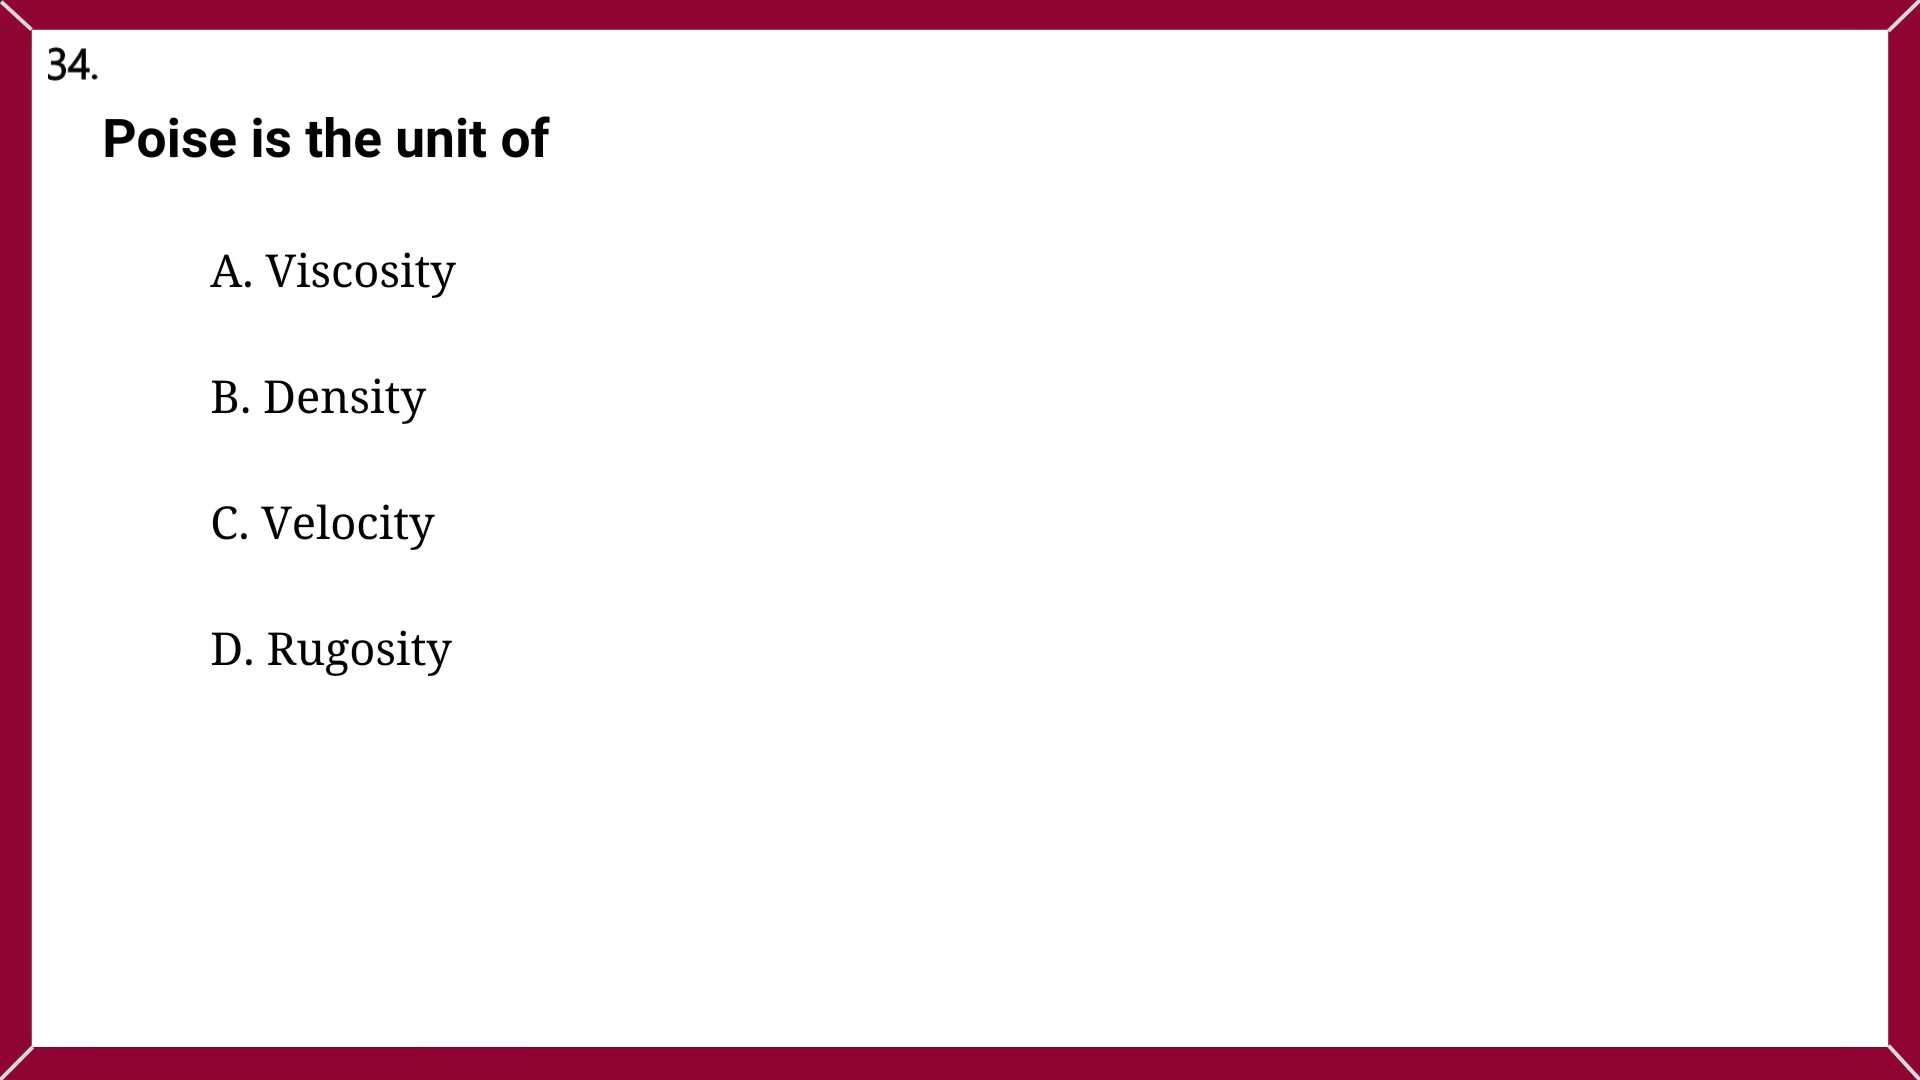 34.
Poise is the unit of
A. Viscosity
B. Density
C. Velocity
D. Rugosity